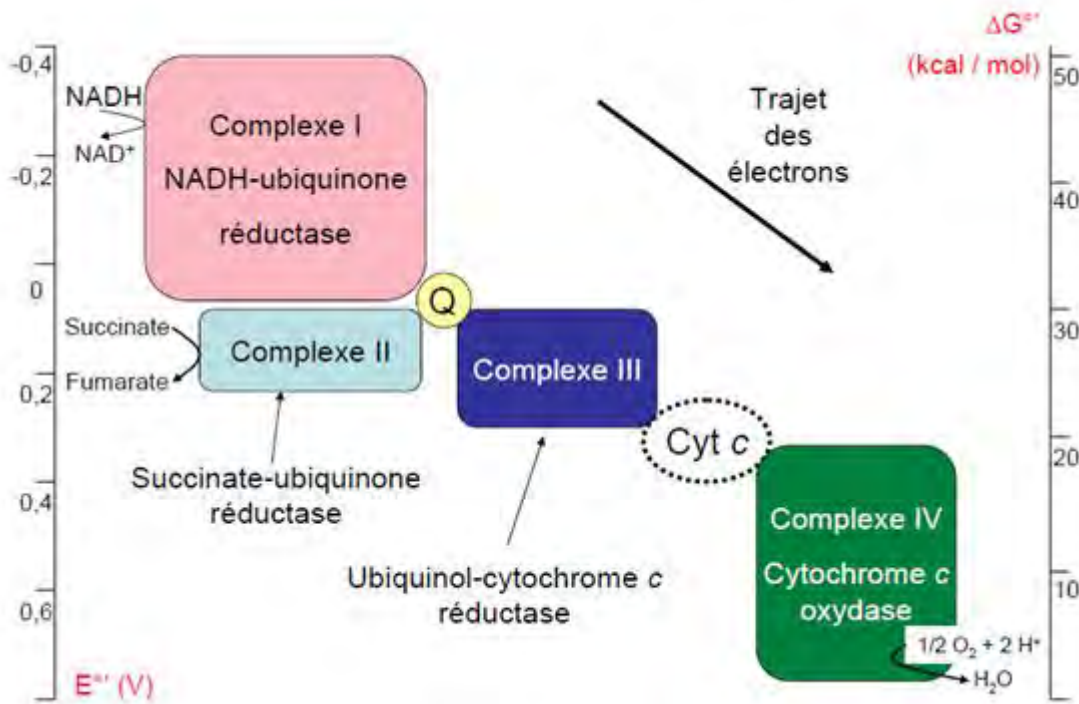 ΔG°'
(kcal / mol)
-0,4
50
NADH
NAD⁺
Complexe I
NADH-ubiquinone
réductase
Trajet
des
électrons
-0,2
40
0
Q
30
Succinate
Fumarate
Complexe II
Complexe III
0,2
Cyt c
20
Succinate-ubiquinone
réductase
0,4
Complexe IV
Cytochrome c
oxydase
Ubiquinol-cytochrome c
réductase
10
0,6
1/2 O₂ + 2 H⁺
H₂O
E°' (V)